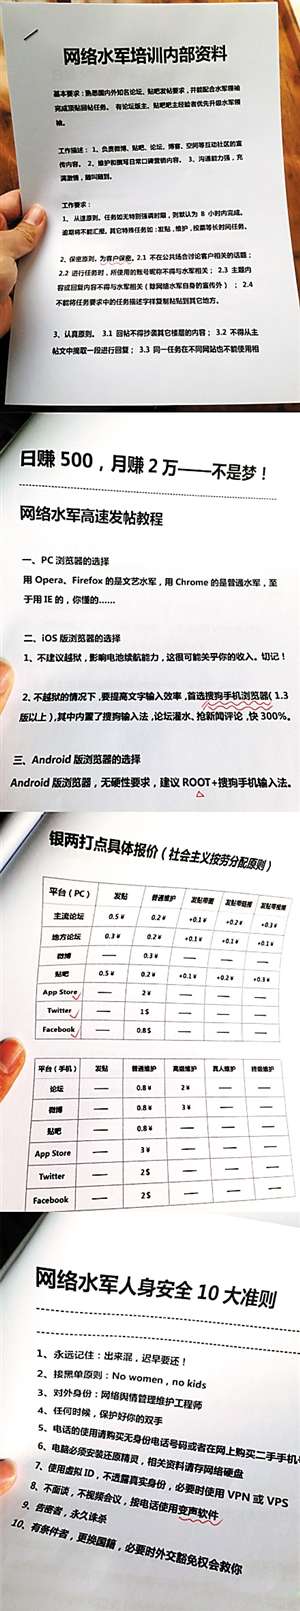 网络水军培训内部资料
基本要求：熟悉国内外知名论坛、贴吧发帖要求，并能配合水军领袖
完成顶贴回帖任务。有论坛版主、贴吧吧主经验者优先升级水军领
袖。
工作描述： 1、负责微博、贴吧、论坛、博客、空间等互动社区的宣
传内容。 2、维护和撰写日常口碑营销内容。 3、沟通能力强，充
满激情，随叫随到。
工作要求：
1、从速原则。任务如无特别强调时限，则默认为 8 小时内完成。
逾期将不能汇报。其它特殊任务如：发贴，维护，投票等长时间任务。
2、保密原则。为客户保密。2.1 不在公共场合讨论客户相关的话题；
2.2 进行任务时，所使用的账号昵称不得与水军相关； 2.3 主题内
容或回复内容不得与水军相关（除网络水军自身的宣传外） ； 2.4
不能将任务要求中的任务描述字样复制粘贴到其它地方。
3、认真原则。 3.1 回帖不得抄袭其它楼层的内容； 3.2 不得从主
帖文中摘取一段进行回复； 3.3 同一任务在不同网站也不能使用相
日赚 500，月赚 2 万——不是梦！
网络水军高速发帖教程
一、PC 浏览器的选择
用 Opera、Firefox 的是文艺水军，用 Chrome 的是普通水军，至
于用 IE 的，你懂的……
二、iOS 版浏览器的选择
1、不建议越狱，影响电池续航能力，这很可能关乎你的收入。切记！
2、不越狱的情况下，要提高文字输入效率，首选搜狗手机浏览器（1.3
版以上），其中内置了搜狗输入法，论坛灌水、抢新闻评论，快 300%。
三、Android 版浏览器的选择
Android 版浏览器，无硬性要求，建议 ROOT+搜狗手机输入法。
银两打点具体报价（社会主义按劳分配原则）
平台（PC） 发贴 普通维护 发贴带图 发贴带链接 发贴带视频
主流论坛 0.5￥ 0.2￥ +0.1￥ +0.2￥ +0.3￥
地方论坛 0.3￥ 0.2￥ +0.1￥ +0.1￥ +0.1￥
微博 — 0.3￥ — — —
贴吧 0.5￥ 0.2￥ +0.1￥ +0.2￥ +0.3￥
App Store — 2￥ — — —
Twitter — 1$ — — —
Facebook — 0.8$ — — —
平台（手机） 发贴 普通维护 高级维护 真人维护 终级维护
论坛 — 0.8￥ 2￥ — —
微博 — 0.8￥ 3￥ — —
贴吧 — 0.8￥ — — —
App Store — 3￥ — — —
Twitter — 2$ — — —
Facebook — 2$ — — —
网络水军人身安全 10 大准则
1、永远记住：出来混，迟早要还！
2、接黑单原则：No women，no kids
3、对外身份：网络舆情管理维护工程师
4、任何时候，保护好你的双手
5、电话的使用请购买无身份电话号码或者在网上购买二手手机号
6、电脑必须安装还原精灵，相关资料请存网络硬盘
7、使用虚拟 ID，不透露真实身份，必要时使用 VPN 或 VPS
8、不面谈，不视频会议，接电话使用变声软件
9、告密者，永久诛杀
10、有条件者，更换国籍，必要时外交豁免权会救你